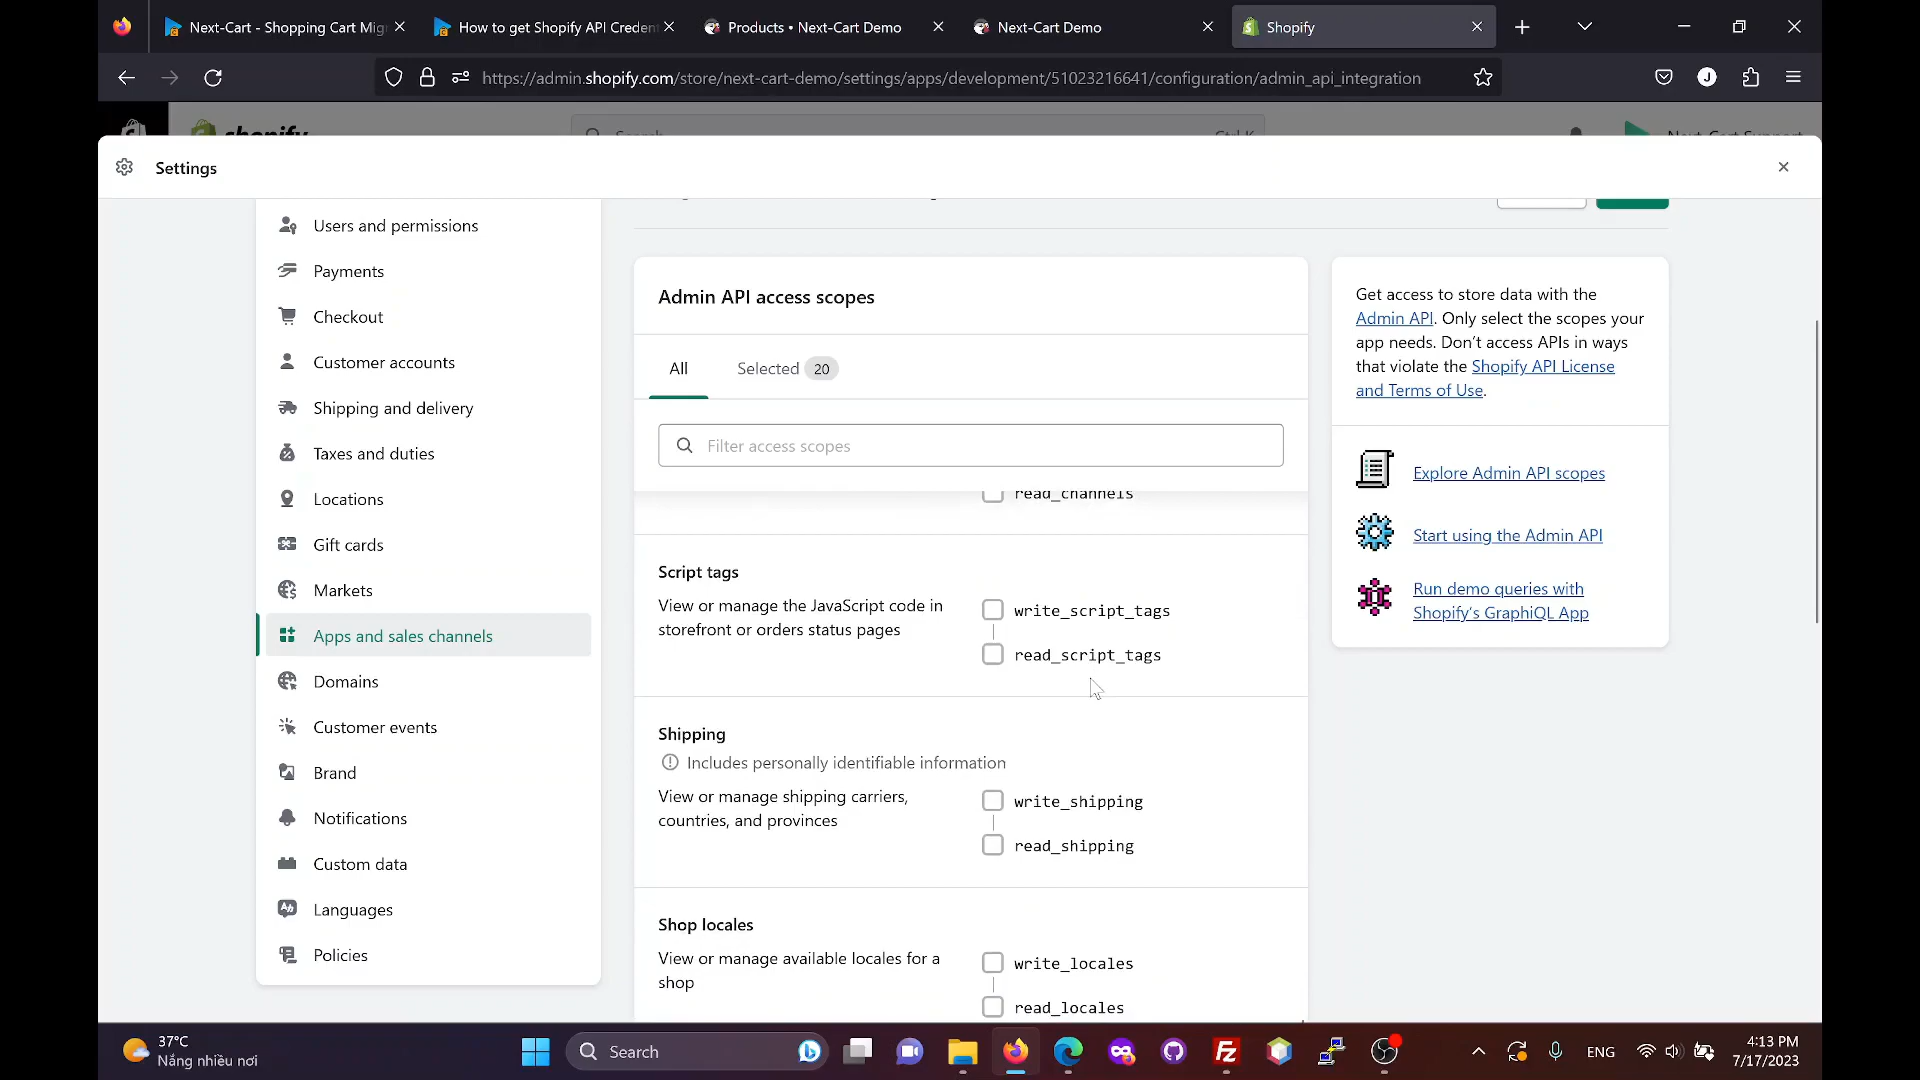 Next-Cart - Shopping Cart Mig
How to get Shopify API Creden
Products • Next-Cart Demo
Next-Cart Demo
Shopify
https://admin.shopify.com/store/next-cart-demo/settings/apps/development/51023216641/configuration/admin_api_integration
J
shopify
Search
Ctrl K
Next-Cart Support
Settings
Users and permissions
Payments
Checkout
Customer accounts
Shipping and delivery
Taxes and duties
Locations
Gift cards
Markets
Apps and sales channels
Domains
Customer events
Brand
Notifications
Custom data
Languages
Policies
Admin API access scopes
All
Selected 20
Filter access scopes
read_channels
Script tags
View or manage the JavaScript code in
storefront or orders status pages
write_script_tags
read_script_tags
Shipping
Includes personally identifiable information
View or manage shipping carriers,
countries, and provinces
write_shipping
read_shipping
Shop locales
View or manage available locales for a
shop
write_locales
read_locales
Get access to store data with the
Admin API. Only select the scopes your
app needs. Don't access APIs in ways
that violate the Shopify API License
and Terms of Use.
Explore Admin API scopes
Start using the Admin API
Run demo queries with
Shopify's GraphiQL App
37°C
Nắng nhiều nơi
Search
ENG
4:13 PM
7/17/2023